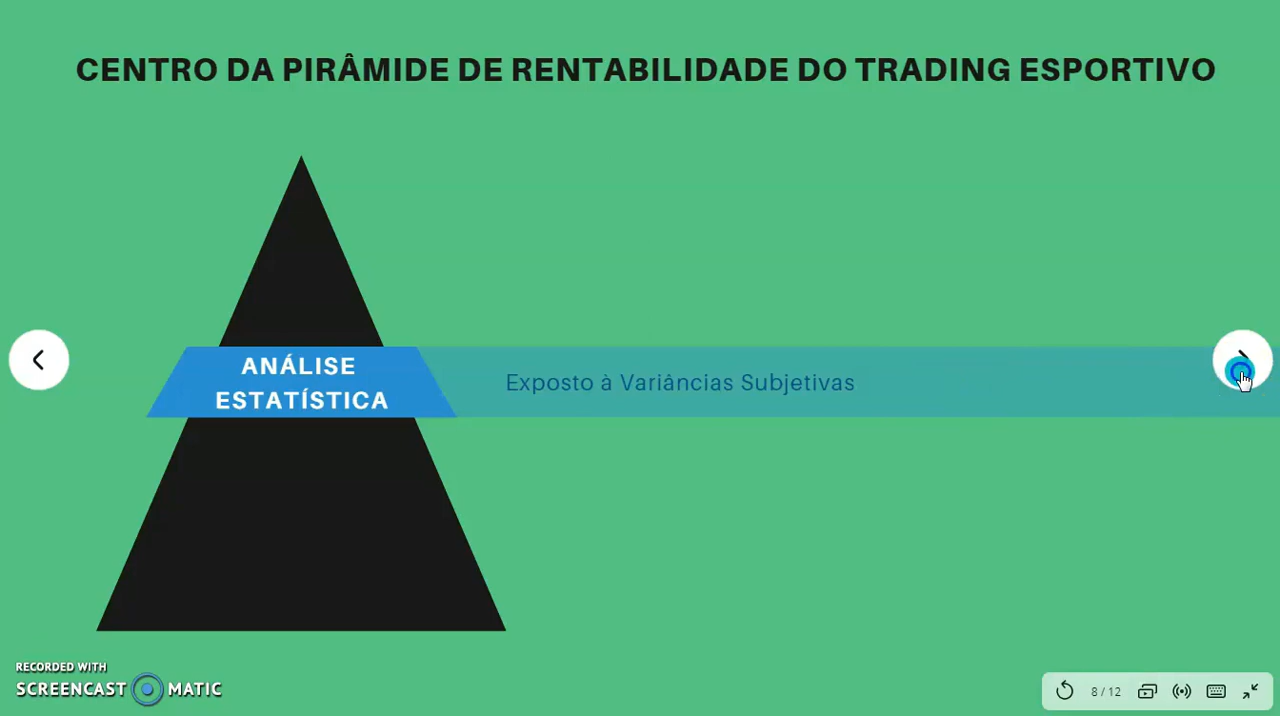 CENTRO DA PIRÂMIDE DE RENTABILIDADE DO TRADING ESPORTIVO
ANÁLISE
ESTATÍSTICA
Exposto à Variâncias Subjetivas
RECORDED WITH
SCREENCAST MATIC
8 / 12